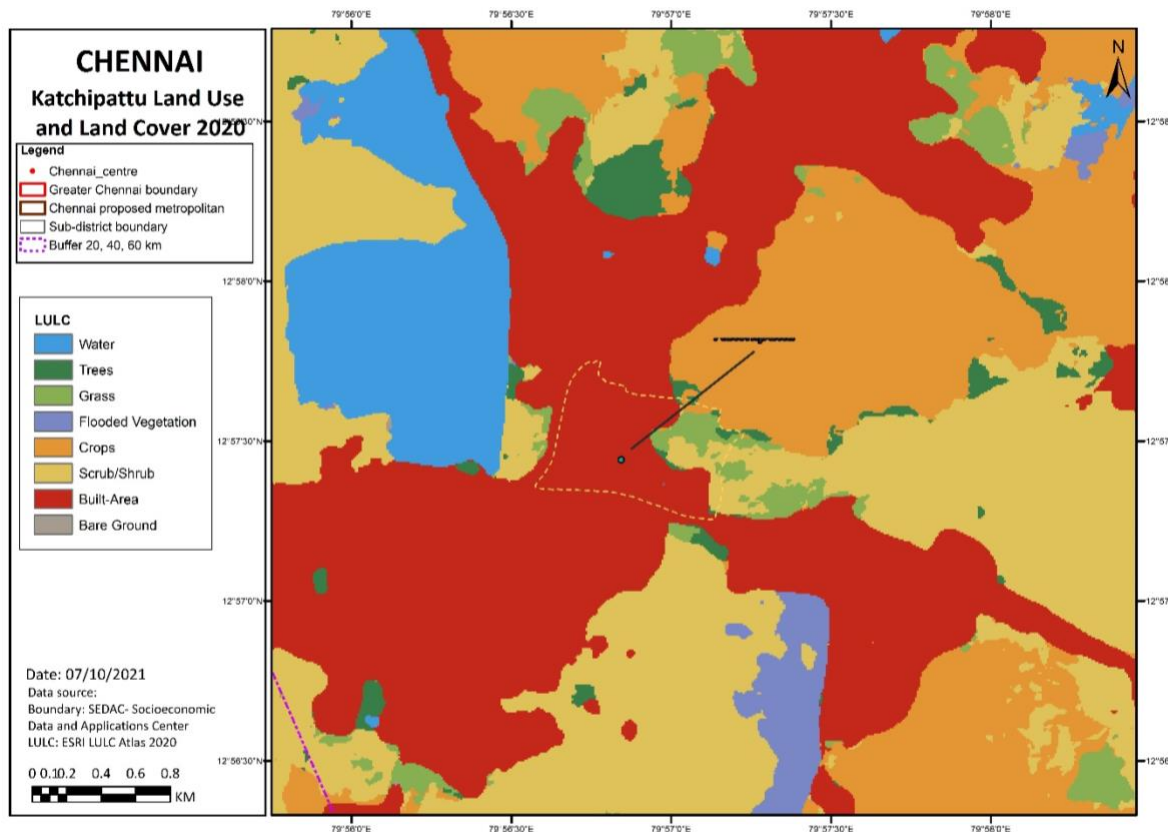 CHENNAI
Katchipattu Land Use
and Land Cover 2020
Legend
Chennai_centre
Greater Chennai boundary
Chennai proposed metropolitan
Sub-district boundary
Buffer 20, 40, 60 km
LULC
Water
Trees
Grass
Flooded Vegetation
Crops
Scrub/Shrub
Built-Area
Bare Ground
Date: 07/10/2021
Data source:
Boundary: SEDAC- Socioeconomic
Data and Applications Center
LULC: ESRI LULC Atlas 2020
0 0.10.2 0.4 0.6 0.8
KM
79°56'0"E 79°56'30"E 79°57'0"E 79°57'30"E 79°58'0"E
N
12°58'0"N
12°57'30"N
12°57'0"N
12°56'30"N
79°56'0"E 79°56'30"E 79°57'0"E 79°57'30"E 79°58'0"E